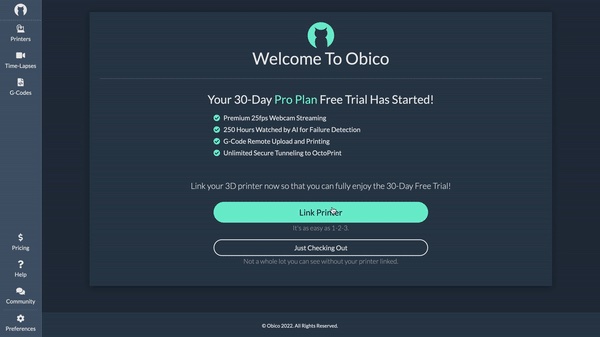 Printers
Time-Lapses
G-Codes
Pricing
Help
Community
Preferences
Welcome To Obico
Your 30-Day Pro Plan Free Trial Has Started!
Premium 25fps Webcam Streaming
250 Hours Watched by AI for Failure Detection
G-Code Remote Upload and Printing
Unlimited Secure Tunneling to OctoPrint
Link your 3D printer now so that you can fully enjoy the 30-Day Free Trial!
Link Printer
It's as easy as 1-2-3.
Just Checking Out
Not a whole lot you can see without your printer linked.
© Obico 2022. All Rights Reserved.